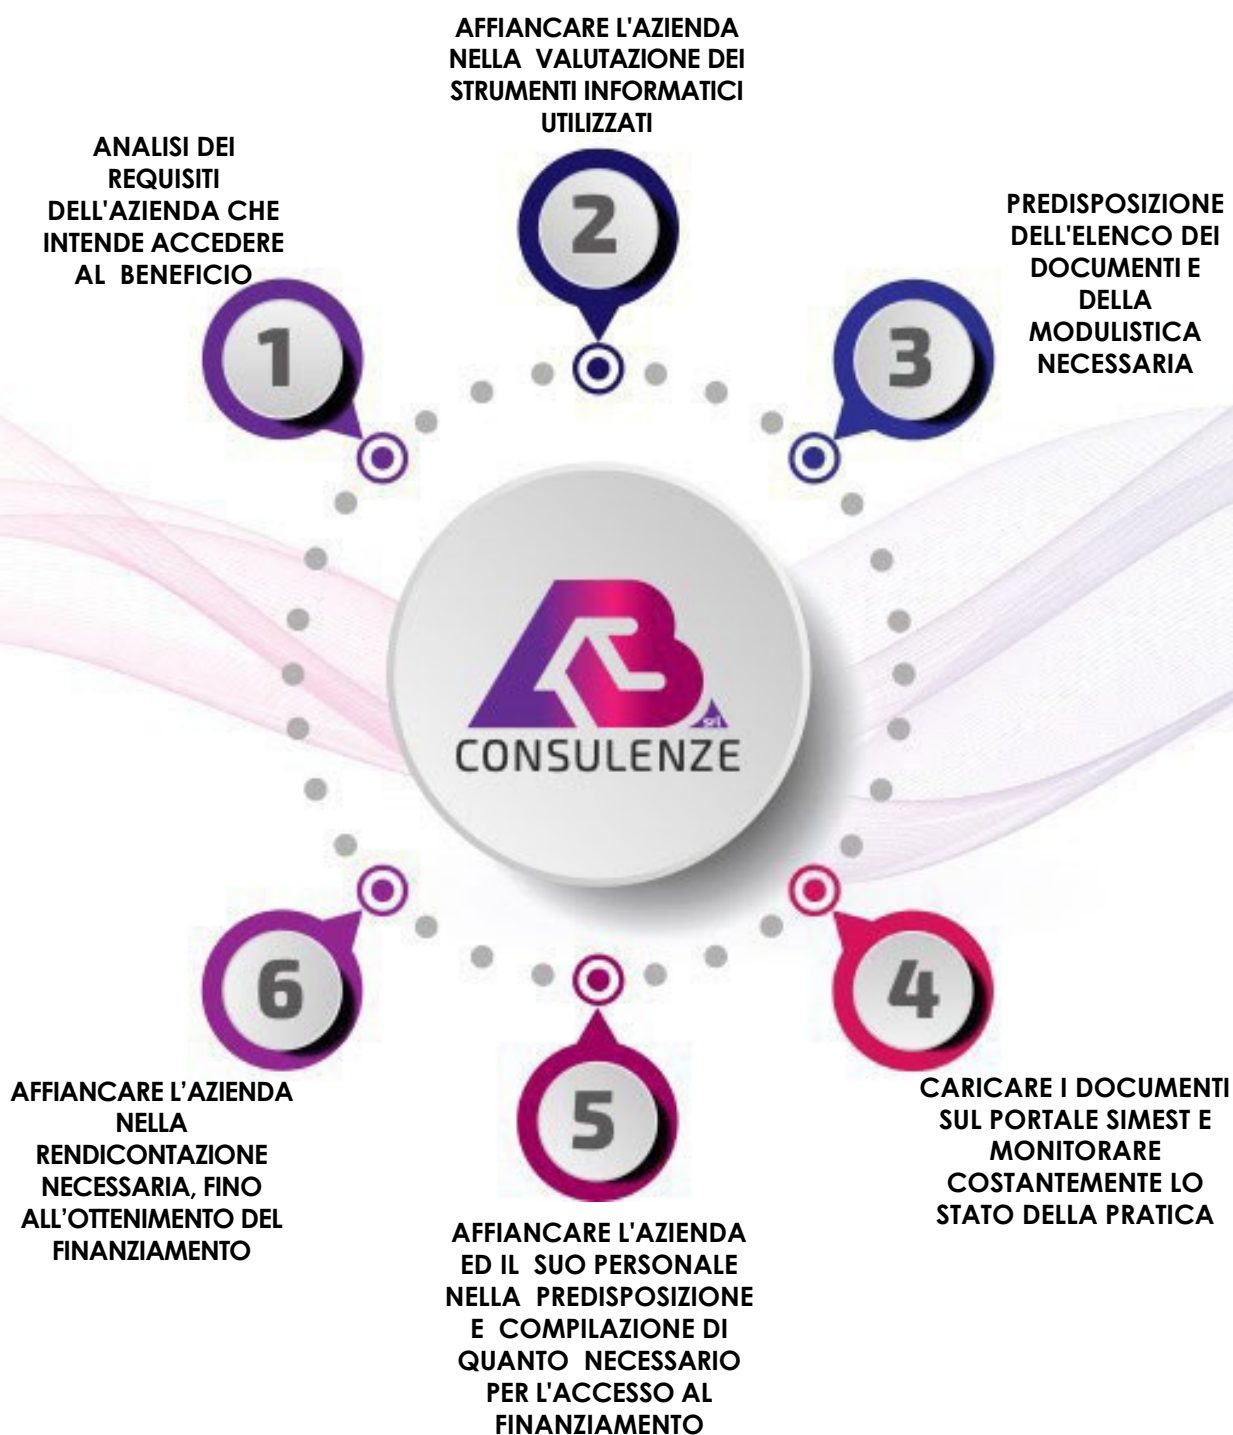 ANALISI DEI
REQUISITI
DELL'AZIENDA CHE
INTENDE ACCEDERE
AL BENEFICIO
1
AFFIANCARE L'AZIENDA
NELLA VALUTAZIONE DEI
STRUMENTI INFORMATICI
UTILIZZATI
2
PREDISPOSIZIONE
DELL'ELENCO DEI
DOCUMENTI E
DELLA
MODULISTICA
NECESSARIA
3
AB
srl
CONSULENZE
4
CARICARE I DOCUMENTI
SUL PORTALE SIMEST E
MONITORARE
COSTANTEMENTE LO
STATO DELLA PRATICA
5
AFFIANCARE L'AZIENDA
ED IL SUO PERSONALE
NELLA PREDISPOSIZIONE
E COMPILAZIONE DI
QUANTO NECESSARIO
PER L'ACCESSO AL
FINANZIAMENTO
6
AFFIANCARE L’AZIENDA
NELLA
RENDICONTAZIONE
NECESSARIA, FINO
ALL’OTTENIMENTO DEL
FINANZIAMENTO